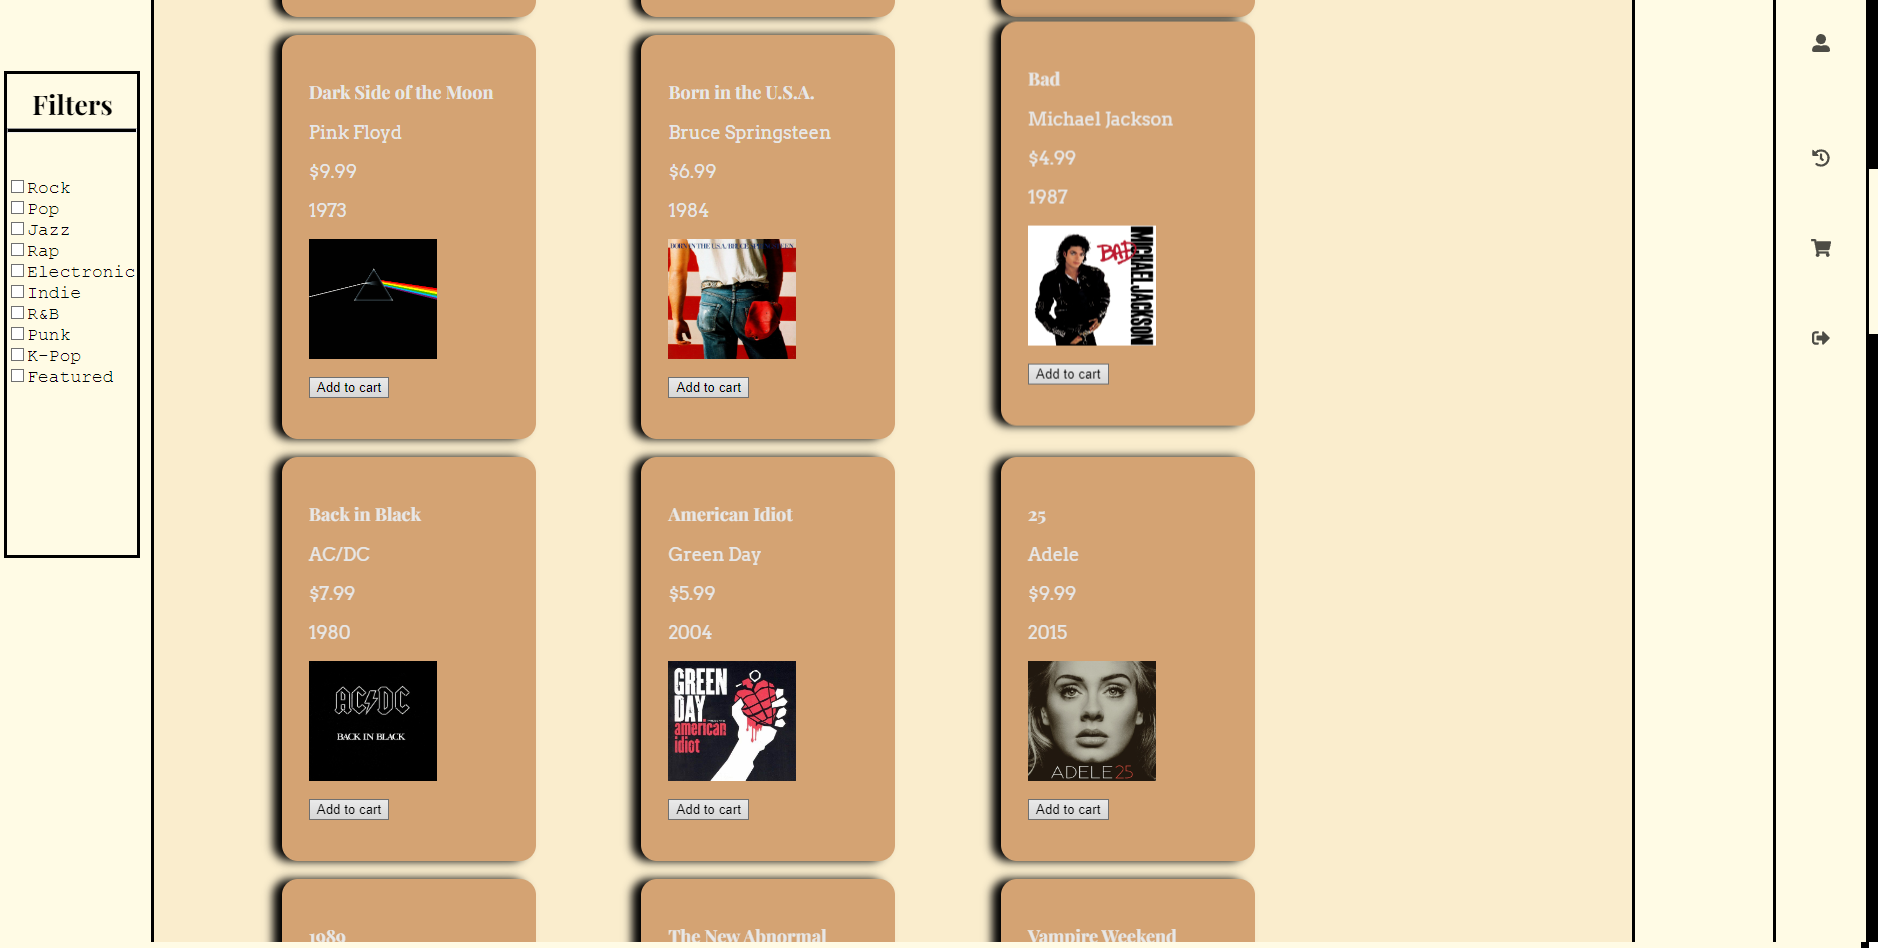 Filters
Rock
Pop
Jazz
Rap
Electronic
Indie
R&B
Punk
K-Pop
Featured
Dark Side of the Moon
Pink Floyd
$9.99
1973
Add to cart
Born in the U.S.A.
Bruce Springsteen
$6.99
1984
BORN IN THE U.S.A./BRUCE SPRINGSTEEN
Add to cart
Bad
Michael Jackson
$4.99
1987
BAD
MICHAEL JACKSON
Add to cart
Back in Black
AC/DC
$7.99
1980
AC/DC
BACK IN BLACK
Add to cart
American Idiot
Green Day
$5.99
2004
GREEN
DAY
american
idiot
Add to cart
25
Adele
$9.99
2015
ADELE 25
Add to cart
1989
The New Abnormal
Vampire Weekend